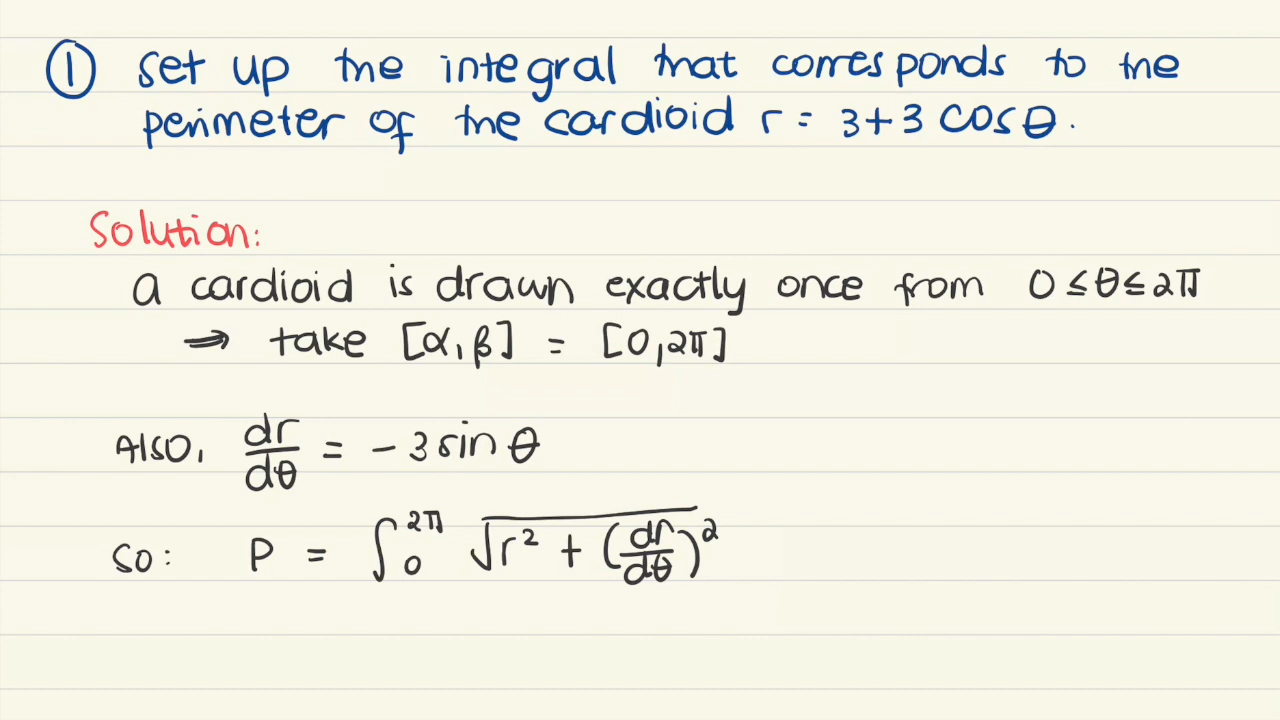 ① Set up the integral that corresponds to the
perimeter of the cardioid r = 3+3 cosθ.
Solution:
A cardioid is drawn exactly once from 0≤θ≤2π
⇒ take [α,β] = [0,2π]
Also, dr/dθ = -3 sin θ
So: P = ∫₀^2π √r² + (dr/dθ)²